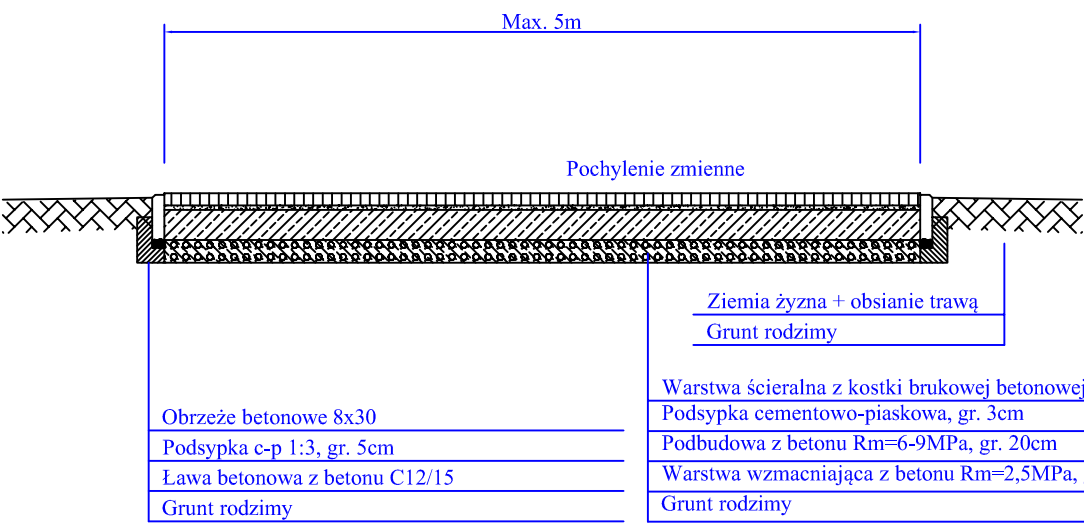 Max. 5m
Pochylenie zmienne
Ziemia żyzna + obsianie trawą
Grunt rodzimy
Obrzeże betonowe 8x30
Podsypka c-p 1:3, gr. 5cm
Ława betonowa z betonu C12/15
Grunt rodzimy
Warstwa ścieralna z kostki brukowej betonowej
Podsypka cementowo-piaskowa, gr. 3cm
Podbudowa z betonu Rm=6-9MPa, gr. 20cm
Warstwa wzmacniająca z betonu Rm=2,5MPa,
Grunt rodzimy